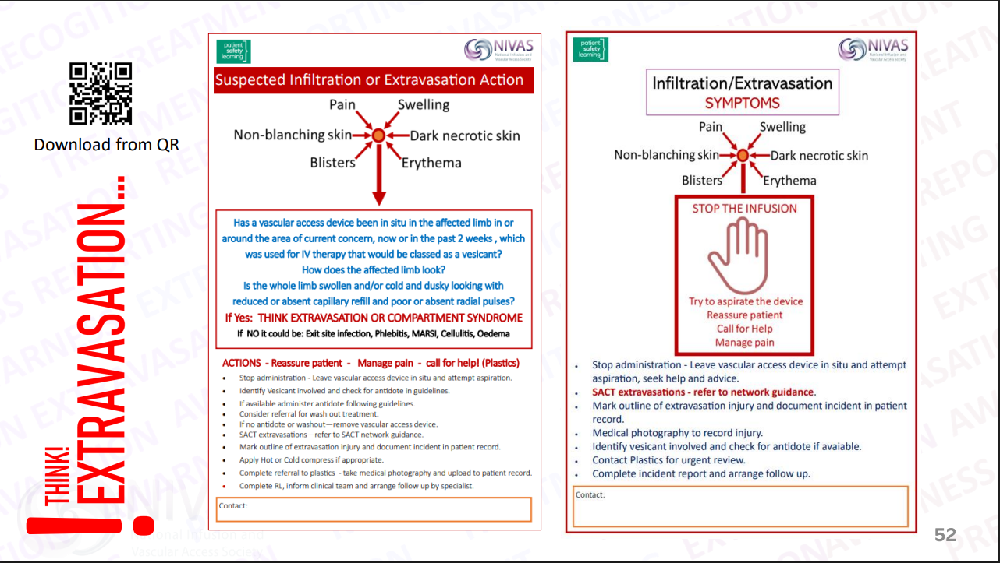 Download from QR
THINK!
EXTRAVASATION...
patient
safety
learning
NIVAS
National Infusion and
Vascular Access Society
Suspected Infiltration or Extravasation Action
Pain
Swelling
Non-blanching skin
Dark necrotic skin
Blisters
Erythema
Has a vascular access device been in situ in the affected limb in or
around the area of current concern, now or in the past 2 weeks , which
was used for IV therapy that would be classed as a vesicant?
How does the affected limb look?
Is the whole limb swollen and/or cold and dusky looking with
reduced or absent capillary refill and poor or absent radial pulses?
If Yes: THINK EXTRAVASATION OR COMPARTMENT SYNDROME
If NO it could be: Exit site infection, Phlebitis, MARSI, Cellulitis, Oedema
ACTIONS - Reassure patient - Manage pain - call for help! (Plastics)
• Stop administration - Leave vascular access device in situ and attempt aspiration.
• Identify Vesicant involved and check for antidote in guidelines.
• If available administer antidote following guidelines.
• Consider referral for wash out treatment.
• If no antidote or washout—remove vascular access device.
• SACT extravasations—refer to SACT network guidance.
• Mark outline of extravasation injury and document incident in patient record.
• Apply Hot or Cold compress if appropriate.
• Complete referral to plastics - take medical photography and upload to patient record.
• Complete RL, inform clinical team and arrange follow up by specialist.
Contact:
patient
safety
learning
NIVAS
National Infusion and
Vascular Access Society
Infiltration/Extravasation
SYMPTOMS
Pain
Swelling
Non-blanching skin
Dark necrotic skin
Blisters
Erythema
STOP THE INFUSION
Try to aspirate the device
Reassure patient
Call for Help
Manage pain
• Stop administration - Leave vascular access device in situ and attempt
aspiration, seek help and advice.
• SACT extravasations - refer to network guidance.
• Mark outline of extravasation injury and document incident in patient
record.
• Medical photography to record injury.
• Identify vesicant involved and check for antidote if avaiable.
• Contact Plastics for urgent review.
• Complete incident report and arrange follow up.
Contact:
52
National Infusion and
Vascular Access Society